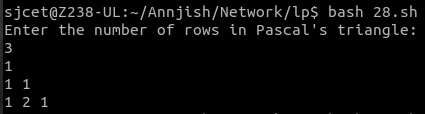 sjcet@Z238-UL:~/Annjish/Network/lp$ bash 28.sh
Enter the number of rows in Pascal's triangle:
3
1
1 1
1 2 1